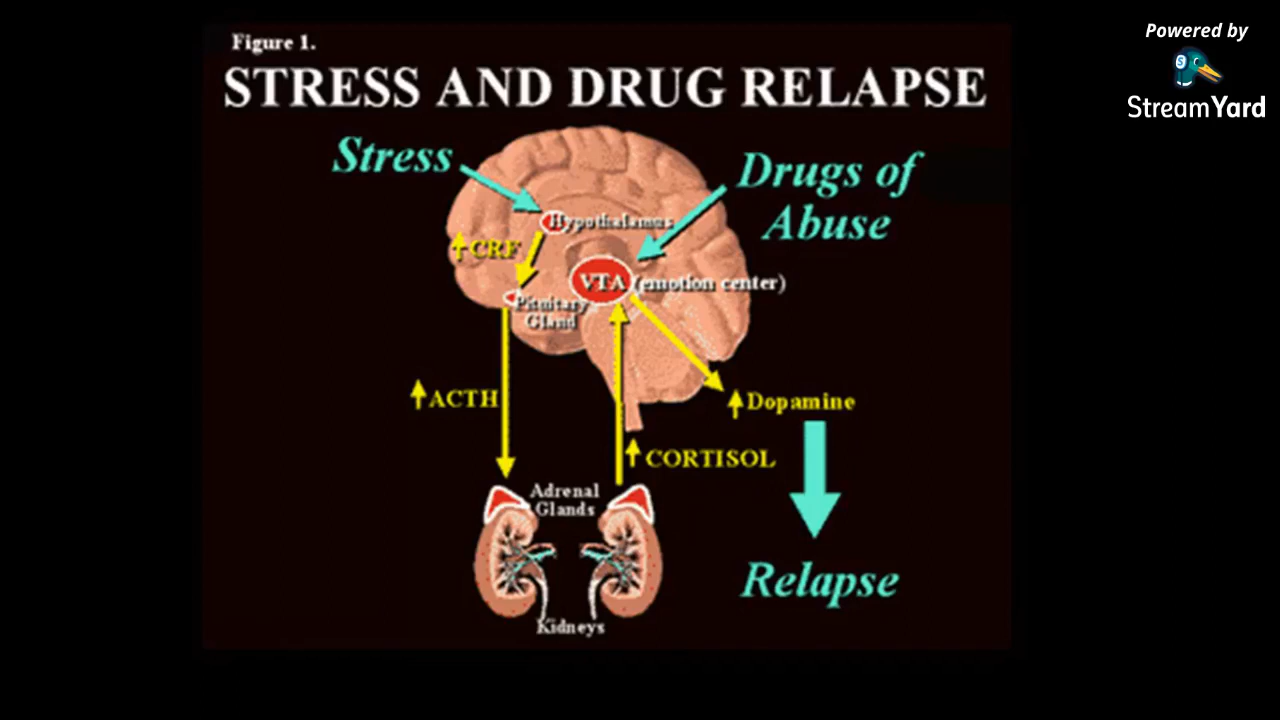 Figure 1.
STRESS AND DRUG RELAPSE
Powered by
StreamYard
Stress
Drugs of
Abuse
Hypothalamus
CRF
VTA (emotion center)
Pituitary
Gland
ACTH
Dopamine
CORTISOL
Adrenal
Glands
Relapse
Kidneys